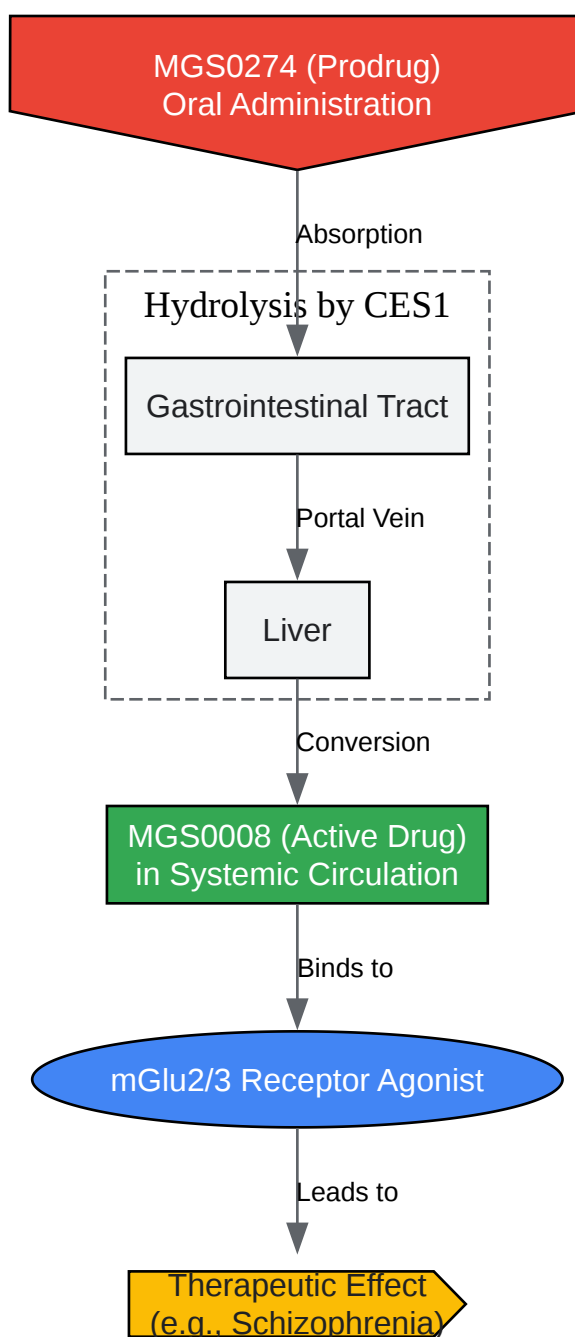 MGS0274 (Prodrug)
Oral Administration
Absorption
Hydrolysis by CES1
Gastrointestinal Tract
Portal Vein
Liver
Conversion
MGS0008 (Active Drug)
in Systemic Circulation
Binds to
mGlu2/3 Receptor Agonist
Leads to
Therapeutic Effect
(e.g., Schizophrenia)